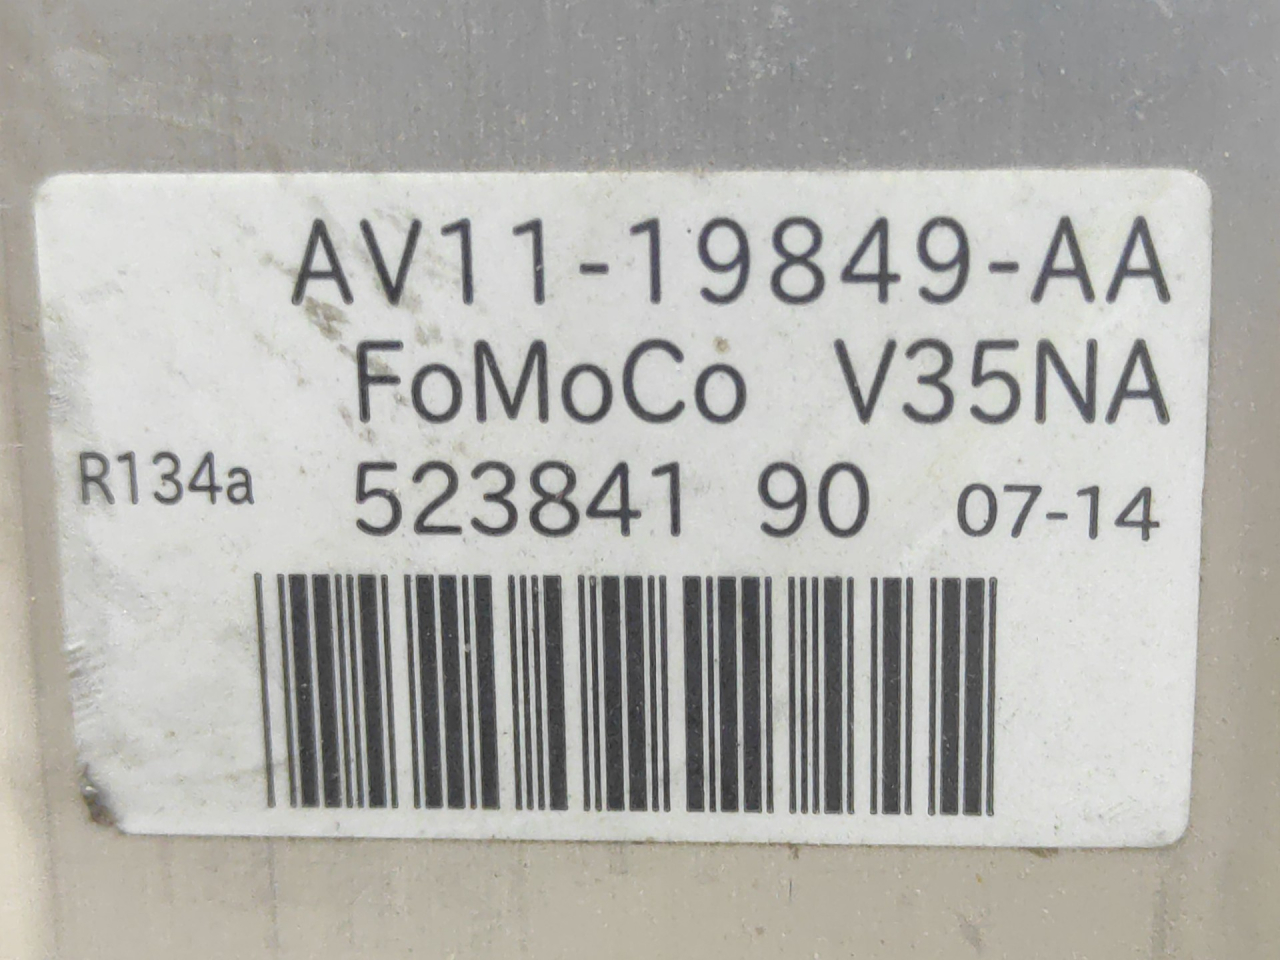 AV11-19849-AA
FoMoCo V35NA
R134a 523841 90 07-14